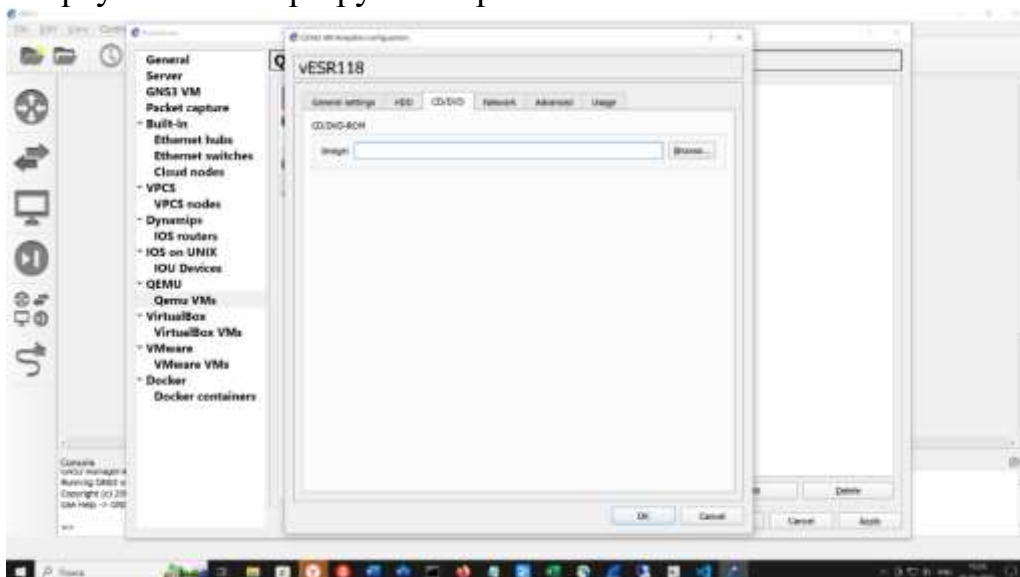 General
Server
GNS3 VM
Packet capture
Built-in
Ethernet hubs
Ethernet switches
Cloud nodes
VPCS
VPCS nodes
Dynamips
IOS routers
IOS on UNIX
IOU Devices
QEMU
Qemu VMs
VirtualBox
VirtualBox VMs
VMware
VMware VMs
Docker
Docker containers
Q
vESR118
General settings HDD CD/DVD Network Advanced Usage
CD/DVD-ROM
Image: Browse...
OK Cancel
Delete
Cancel Apply
Console
Поиск